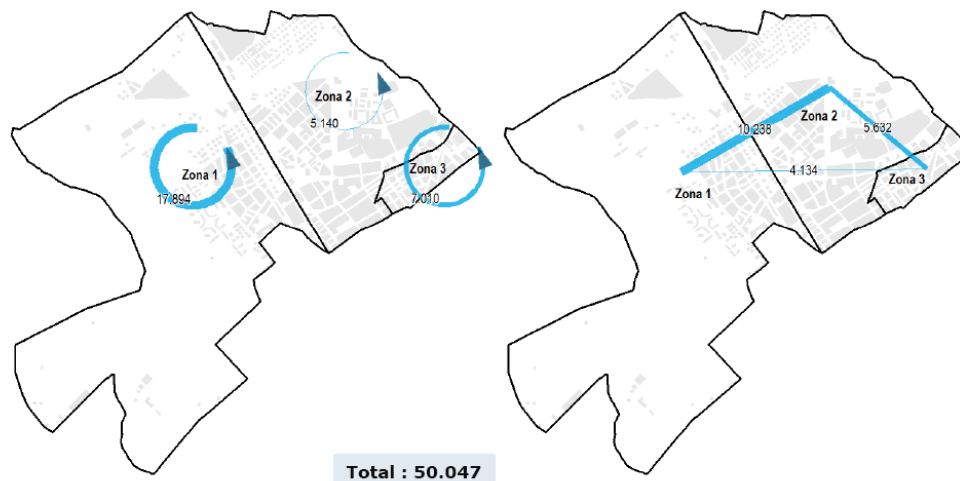 Zona 2
5.140
Zona 1
17.894
Zona 3
7.010
10.238
Zona 2
5.632
4.134
Zona 1
Zona 3
Total : 50.047